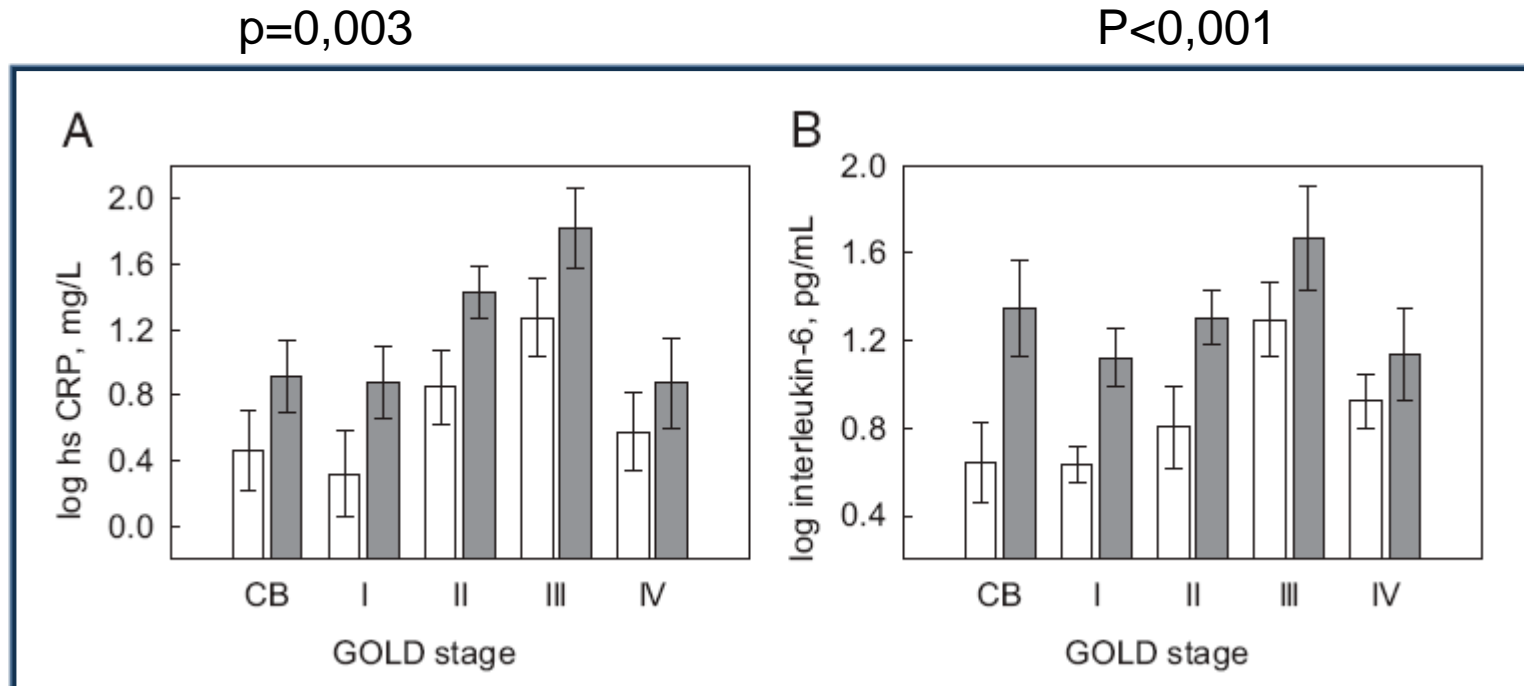 p=0,003
P<0,001
A
log hs CRP, mg/L
2.0
1.6
1.2
0.8
0.4
0.0
CB I II III IV
GOLD stage
B
log interleukin-6, pg/mL
2.0
1.6
1.2
0.8
0.4
CB I II III IV
GOLD stage